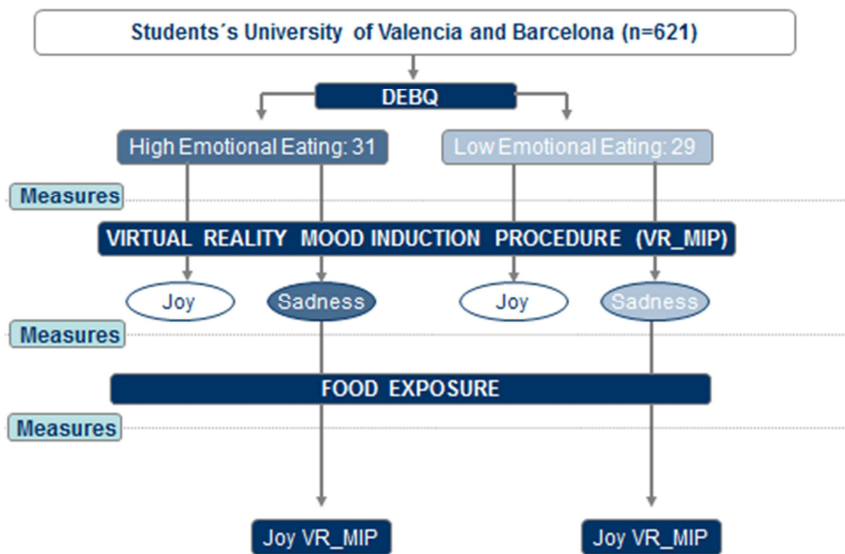 Students´s University of Valencia and Barcelona (n=621)
DEBQ
High Emotional Eating: 31
Low Emotional Eating: 29
Measures
VIRTUAL REALITY MOOD INDUCTION PROCEDURE (VR_MIP)
Joy
Sadness
Joy
Sadness
Measures
FOOD EXPOSURE
Measures
Joy VR_MIP
Joy VR_MIP